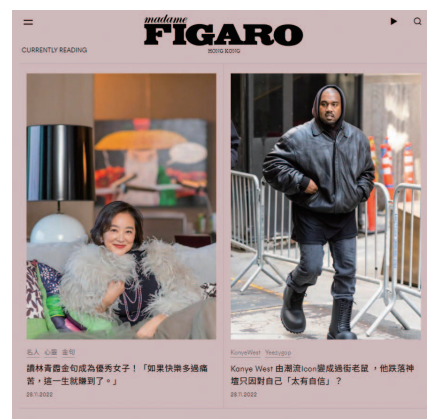 madame
FIGARO
HONG KONG
CURRENTLY READING
名人 心靈 金句
讀林青霞金句成為優秀女子！「如果快樂多過痛
苦，這一生就賺到了。」
28.11.2022
KanyeWest Yeezygap
Kanye West 由潮流Icon變成過街老鼠，他跌落神
壇只因對自己「太有自信」？
28.11.2022